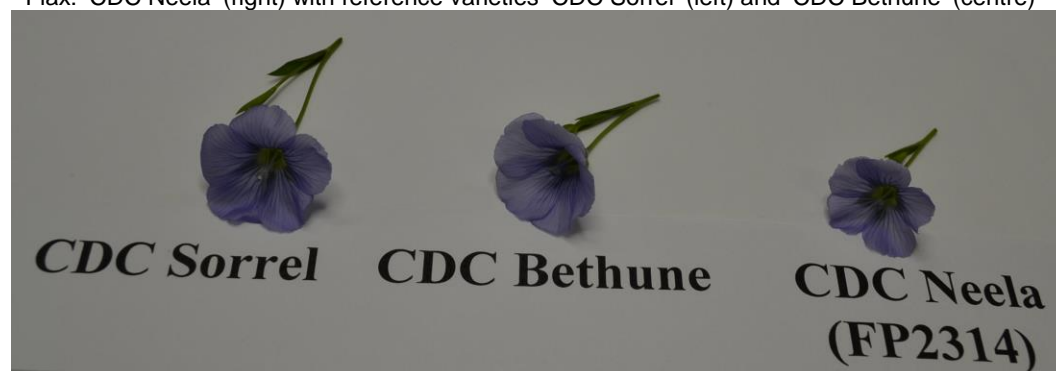 Flax: 'CDC Neela' (right) with reference varieties 'CDC Sorrel' (left) and 'CDC Bethune' (centre)
CDC Sorrel CDC Bethune CDC Neela
(FP2314)